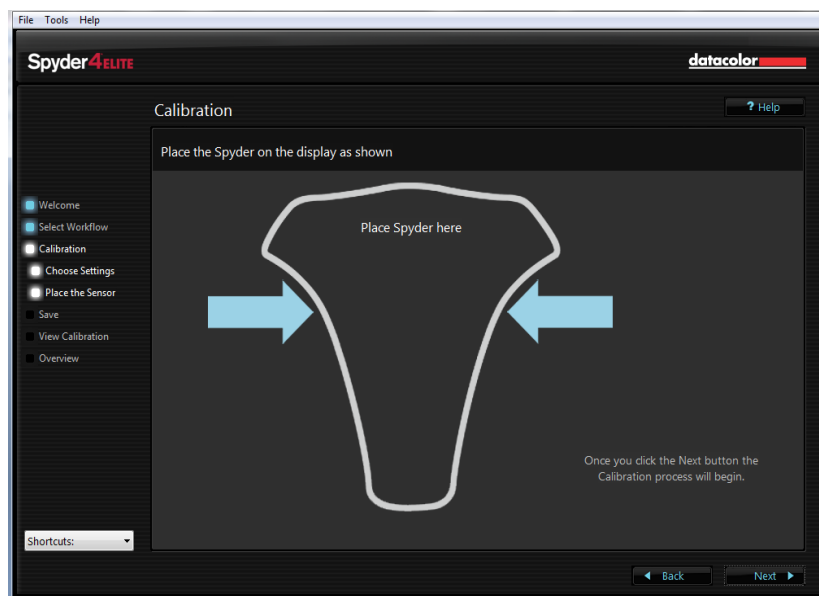 File Tools Help
Spyder4ELITE
datacolor
Calibration
? Help
Place the Spyder on the display as shown
Welcome
Select Workflow
Calibration
Choose Settings
Place the Sensor
Save
View Calibration
Overview
Place Spyder here
Once you click the Next button the
Calibration process will begin.
Shortcuts:
Back
Next